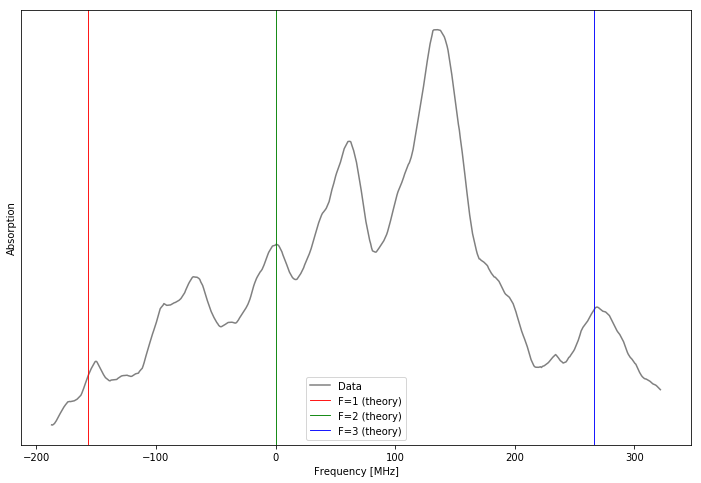 Absorption
Data
F=1 (theory)
F=2 (theory)
F=3 (theory)
−200
−100
0
100
200
300
Frequency [MHz]